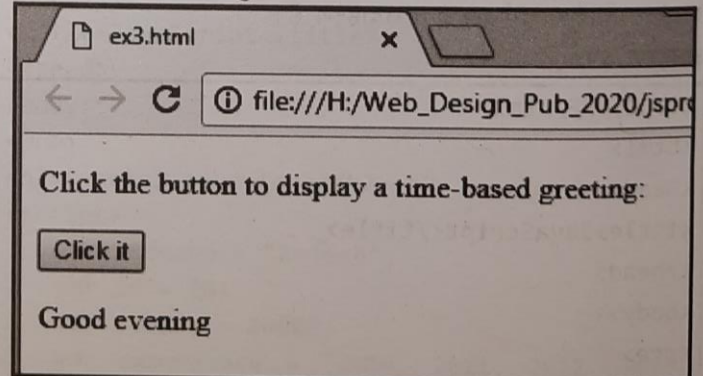 ex3.html
file:///H:/Web_Design_Pub_2020/jspr
Click the button to display a time-based greeting:
Click it
Good evening